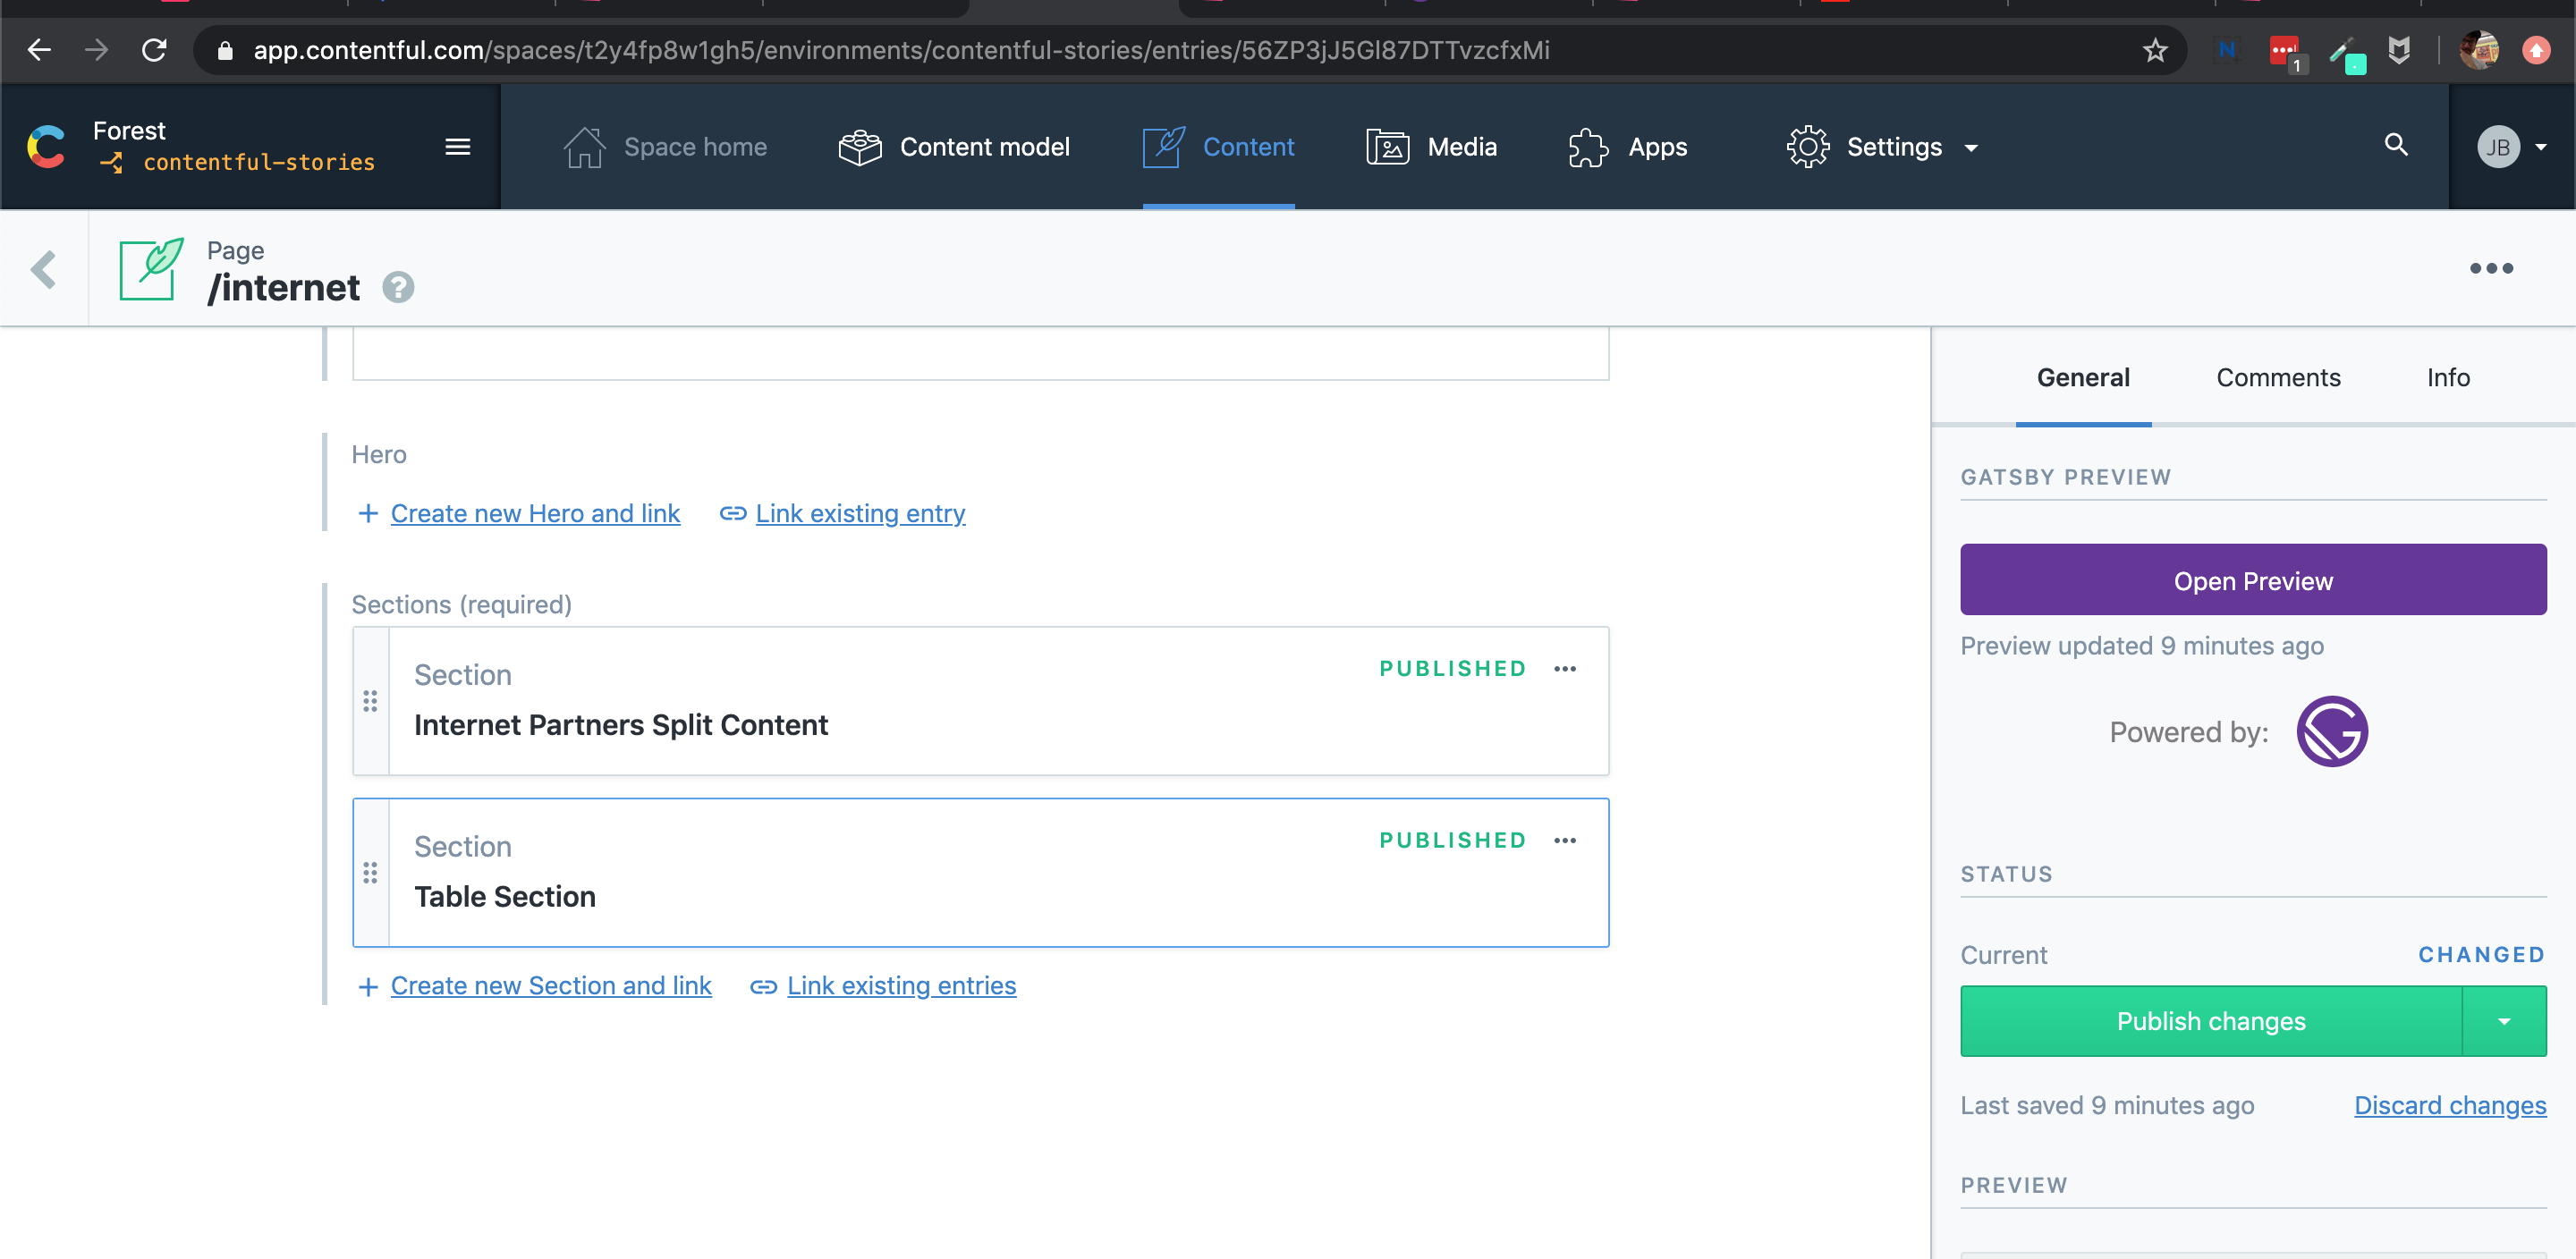 app.contentful.com/spaces/t2y4fp8w1gh5/environments/contentful-stories/entries/56ZP3jJ5Gl87DTTvzcfxMi
N
1
Forest
contentful-stories
Space home
Content model
Content
Media
Apps
Settings
JB
Page
/internet
?
General
Comments
Info
Hero
+ Create new Hero and link
Link existing entry
GATSBY PREVIEW
Open Preview
Preview updated 9 minutes ago
Powered by:
Sections (required)
Section
PUBLISHED
Internet Partners Split Content
Section
PUBLISHED
Table Section
+ Create new Section and link
Link existing entries
STATUS
Current
CHANGED
Publish changes
Last saved 9 minutes ago
Discard changes
PREVIEW